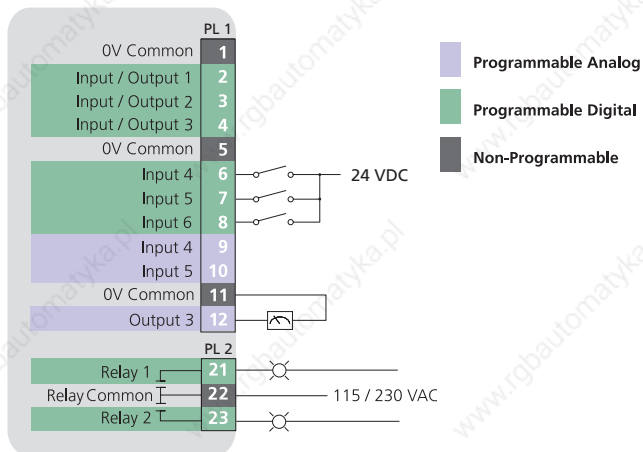 PL 1
0V Common 1
Input / Output 1 2
Input / Output 2 3
Input / Output 3 4
0V Common 5
Input 4 6 24 VDC
Input 5 7
Input 6 8
Input 4 9
Input 5 10
0V Common 11
Output 3 12
PL 2
Relay 1 21
Relay Common 22 115 / 230 VAC
Relay 2 23
Programmable Analog
Programmable Digital
Non-Programmable
www.rgbautomatyka.pl